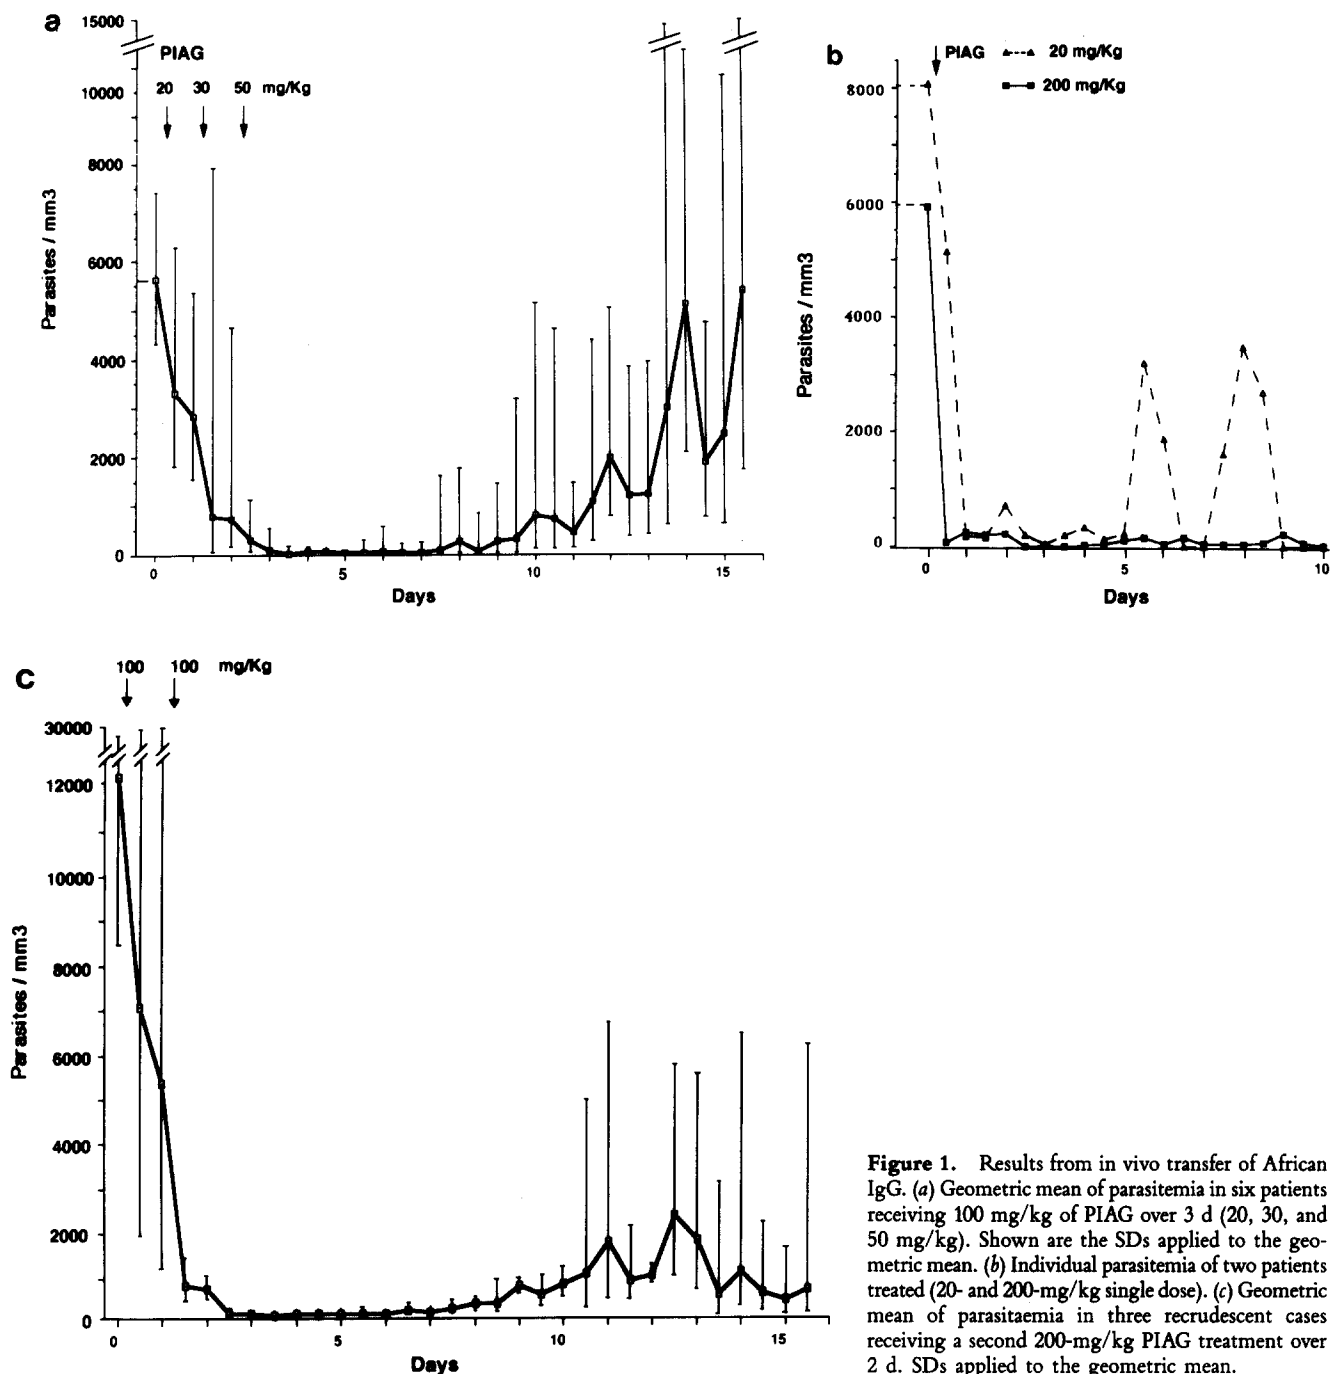 a
15000
PIAG
20 30 50 mg/Kg
10000
8000
6000
4000
2000
0
Parasites / mm3
0 5 10 15
Days
b
PIAG
20 mg/Kg
200 mg/Kg
8000
6000
4000
2000
0
Parasites / mm3
0 5 10
Days
c
100 100 mg/Kg
30000
12000
10000
8000
6000
4000
2000
0
Parasites / mm3
0 5 10 15
Days
Figure 1. Results from in vivo transfer of African
IgG. (a) Geometric mean of parasitemia in six patients
receiving 100 mg/kg of PIAG over 3 d (20, 30, and
50 mg/kg). Shown are the SDs applied to the geo-
metric mean. (b) Individual parasitemia of two patients
treated (20- and 200-mg/kg single dose). (c) Geometric
mean of parasitaemia in three recrudescent cases
receiving a second 200-mg/kg PIAG treatment over
2 d. SDs applied to the geometric mean.